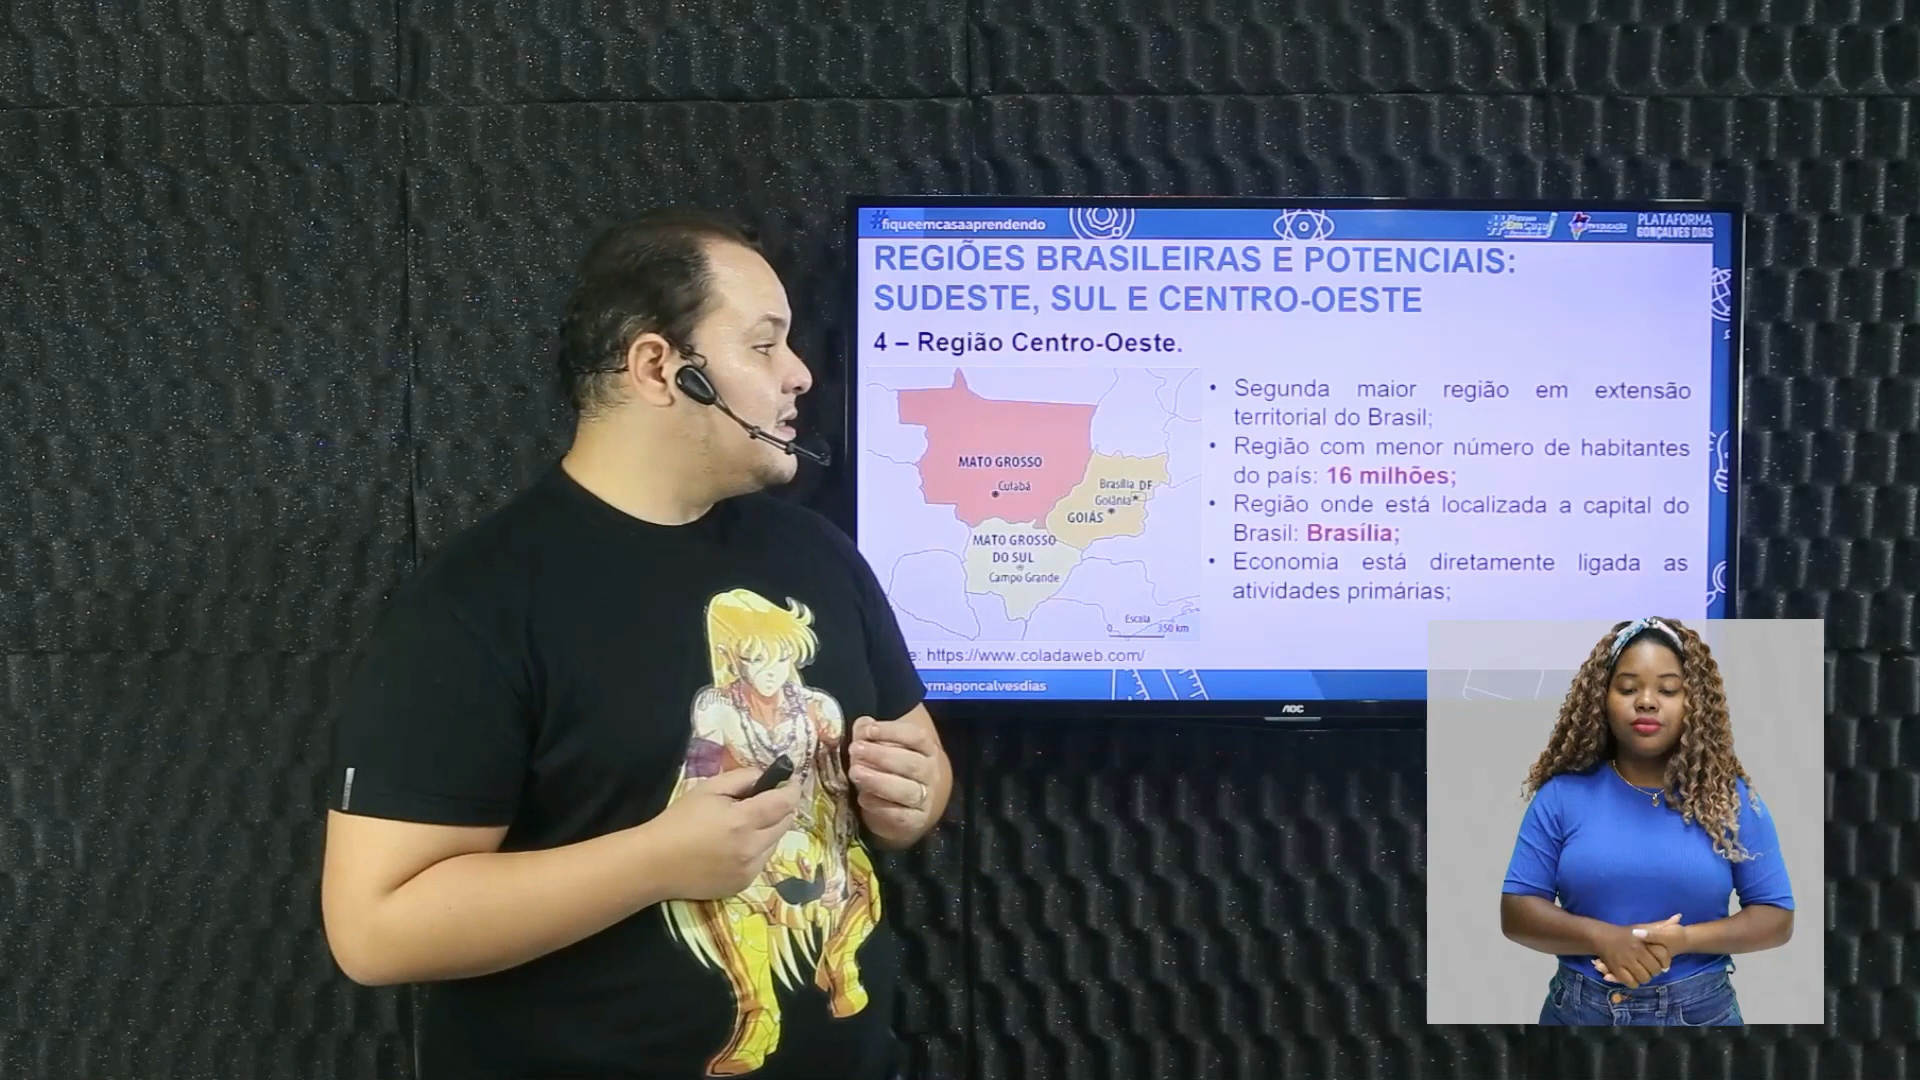 #fiqueemcasaaprendendo
PLATAFORMA
GONÇALVES DIAS
REGIÕES BRASILEIRAS E POTENCIAIS:
SUDESTE, SUL E CENTRO-OESTE
4 – Região Centro-Oeste.
MATO GROSSO
Cuiabá
Brasília DF
Goiânia
GOIÁS
MATO GROSSO
DO SUL
Campo Grande
Escala
0 350 km
e: https://www.coladaweb.com/
• Segunda maior região em extensão
territorial do Brasil;
• Região com menor número de habitantes
do país: 16 milhões;
• Região onde está localizada a capital do
Brasil: Brasília;
• Economia está diretamente ligada as
atividades primárias;
rmagoncalvesdias
AOC